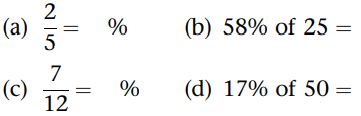 (a) 2/5 = % (b) 58% of 25 =
(c) 7/12 = % (d) 17% of 50 =